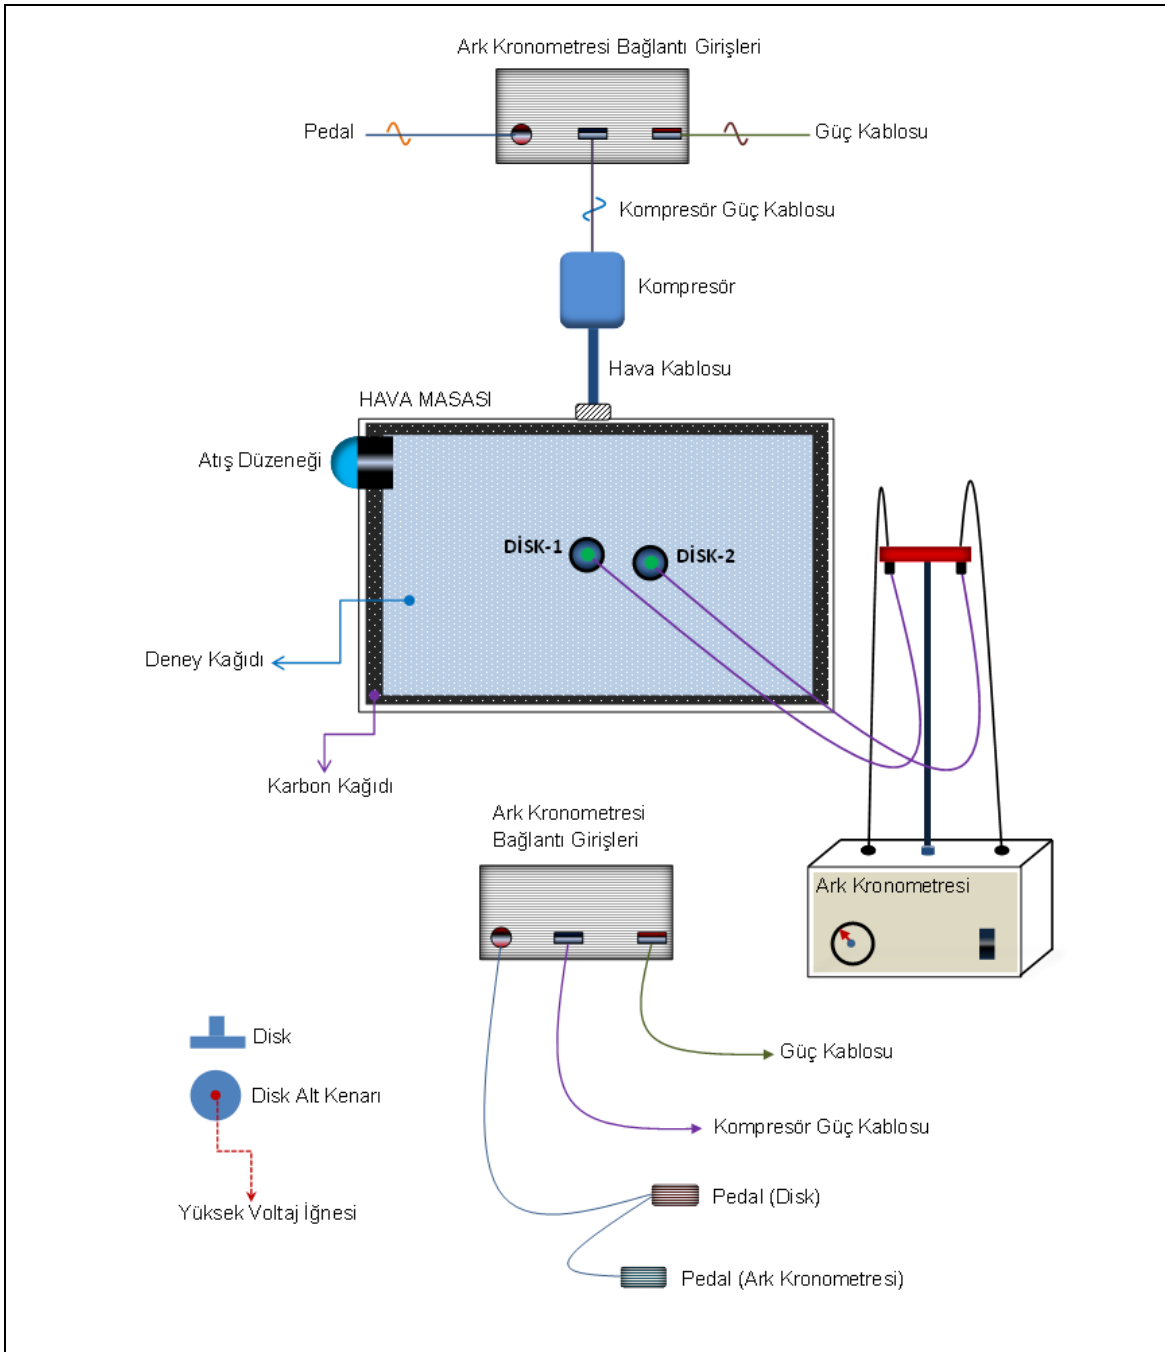 Ark Kronometresi Bağlantı Girişleri
Pedal
Güç Kablosu
Kompresör Güç Kablosu
Kompresör
Hava Kablosu
HAVA MASASI
Atış Düzeneği
DİSK-1
DİSK-2
Deney Kağıdı
Karbon Kağıdı
Ark Kronometresi
Bağlantı Girişleri
Ark Kronometresi
Disk
Güç Kablosu
Disk Alt Kenarı
Kompresör Güç Kablosu
Yüksek Voltaj İğnesi
Pedal (Disk)
Pedal (Ark Kronometresi)